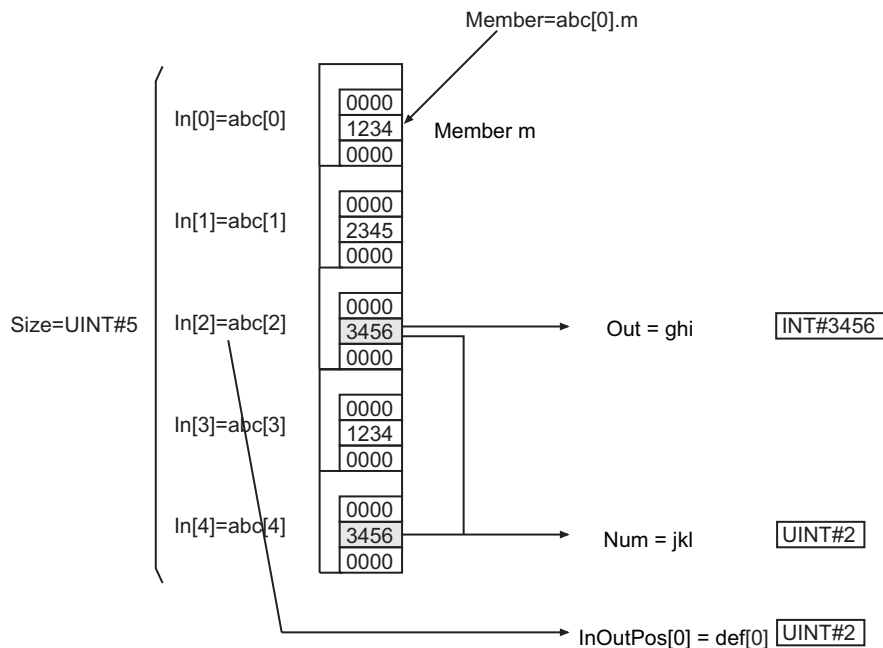 Member=abc[0].m
In[0]=abc[0]
0000
1234
0000
Member m
In[1]=abc[1]
0000
2345
0000
Size=UINT#5
In[2]=abc[2]
0000
3456
0000
Out = ghi
INT#3456
In[3]=abc[3]
0000
1234
0000
In[4]=abc[4]
0000
3456
0000
Num = jkl
UINT#2
InOutPos[0] = def[0]
UINT#2